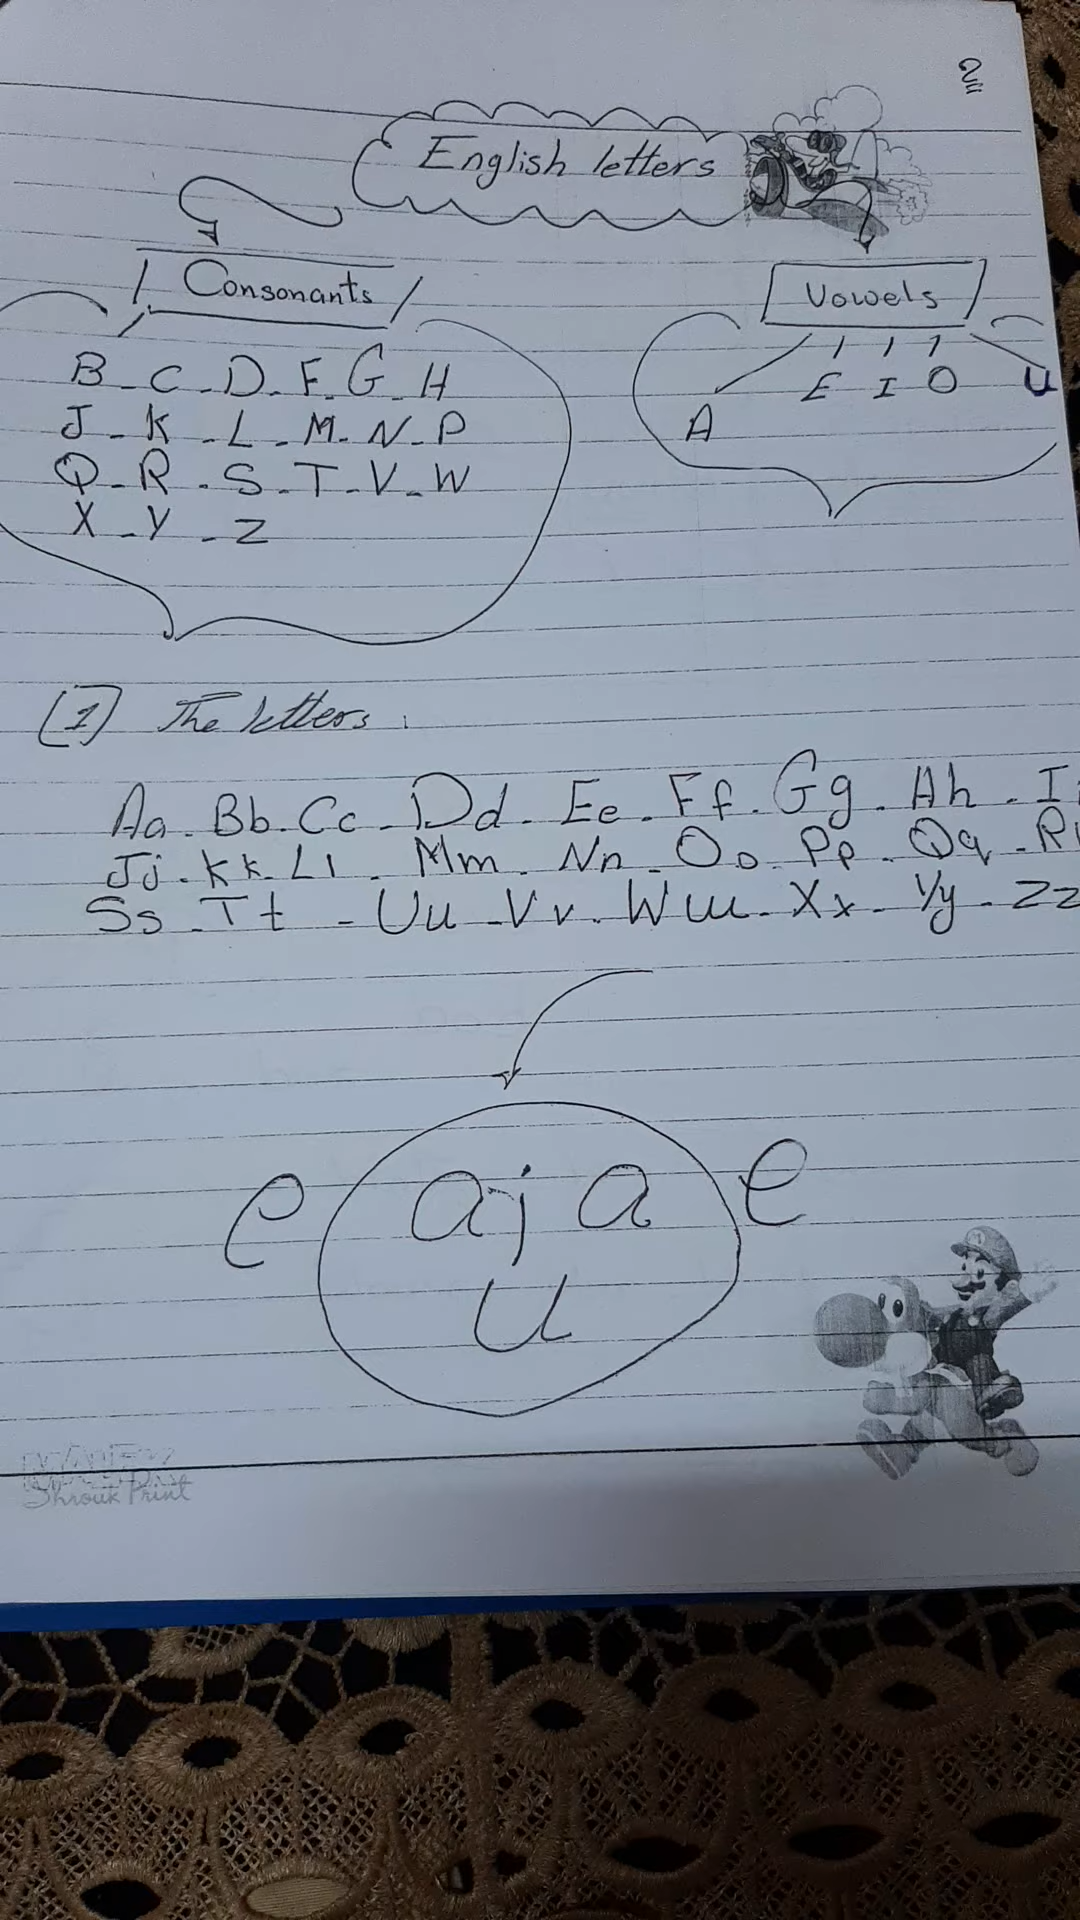 English letters
Consonants
Vowels
B - C - D - F - G - H
J - K - L - M - N - P
Q - R - S - T - V - W
X - Y - Z
E I O U
A
(1) The letters:
Aa - Bb - Cc - Dd - Ee - Ff - Gg - Hh - I
Jj - Kk - Ll - Mm - Nn - Oo - Pp - Qq - R
Ss - Tt - Uu - Vv - Ww - Xx - Yy - Zz
e a j a e
u
Shrouk Print